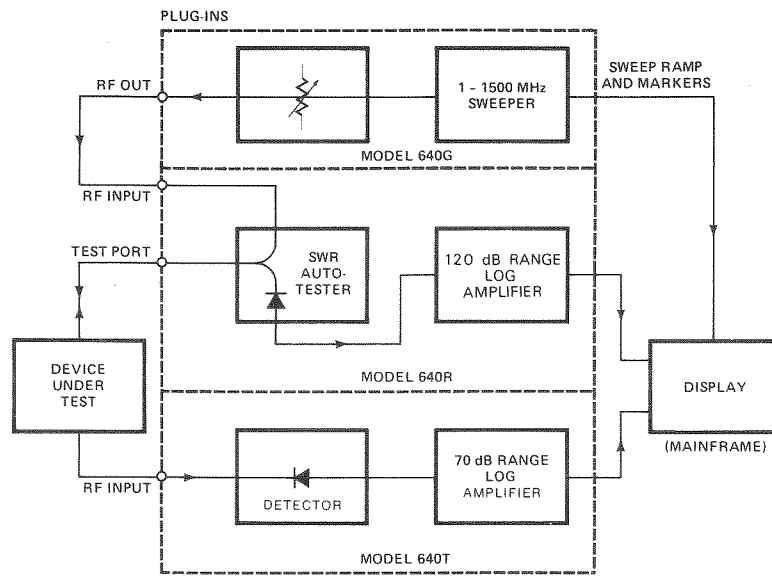 PLUG-INS
RF OUT
1 - 1500 MHz
SWEEPER
SWEEP RAMP
AND MARKERS
MODEL 640G
RF INPUT
TEST PORT
SWR
AUTO-
TESTER
120 dB RANGE
LOG
AMPLIFIER
MODEL 640R
DEVICE
UNDER
TEST
DISPLAY
(MAINFRAME)
RF INPUT
DETECTOR
70 dB RANGE
LOG
AMPLIFIER
MODEL 640T